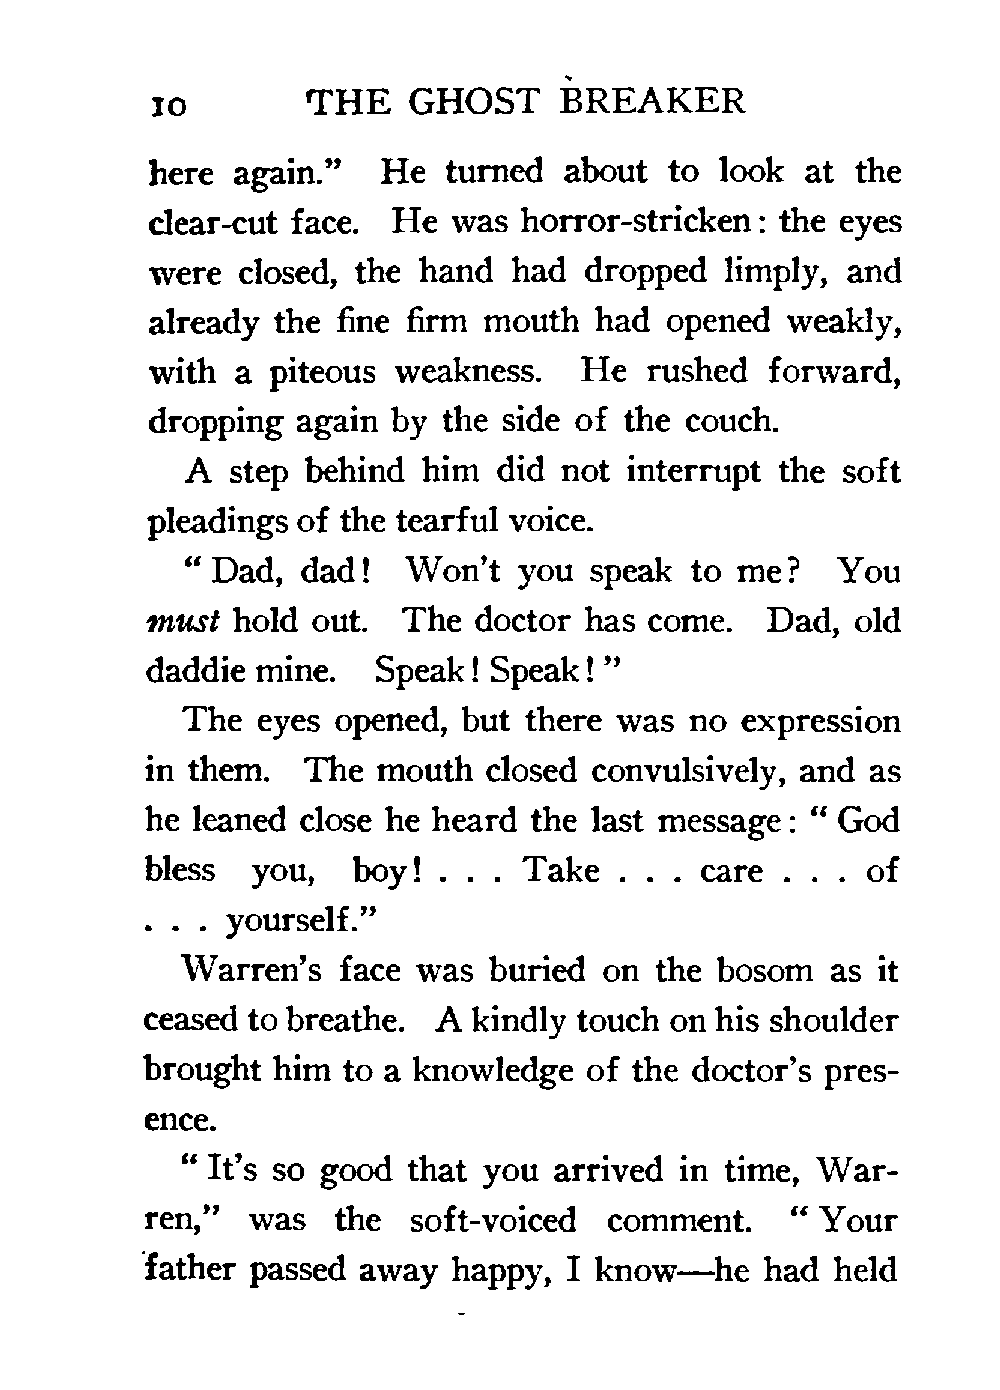 10 THE GHOST BREAKER
here again." He turned about to look at the
clear-cut face. He was horror-stricken: the eyes
were closed, the hand had dropped limply, and
already the fine firm mouth had opened weakly,
with a piteous weakness. He rushed forward,
dropping again by the side of the couch.
A step behind him did not interrupt the soft
pleadings of the tearful voice.
"Dad, dad! Won't you speak to me? You
must hold out. The doctor has come. Dad, old
daddie mine. Speak! Speak!"
The eyes opened, but there was no expression
in them. The mouth closed convulsively, and as
he leaned close he heard the last message: "God
bless you, boy! . . . Take . . . care . . . of
. . . yourself."
Warren's face was buried on the bosom as it
ceased to breathe. A kindly touch on his shoulder
brought him to a knowledge of the doctor's pres-
ence.
"It's so good that you arrived in time, War-
ren," was the soft-voiced comment. "Your
father passed away happy, I know—he had held